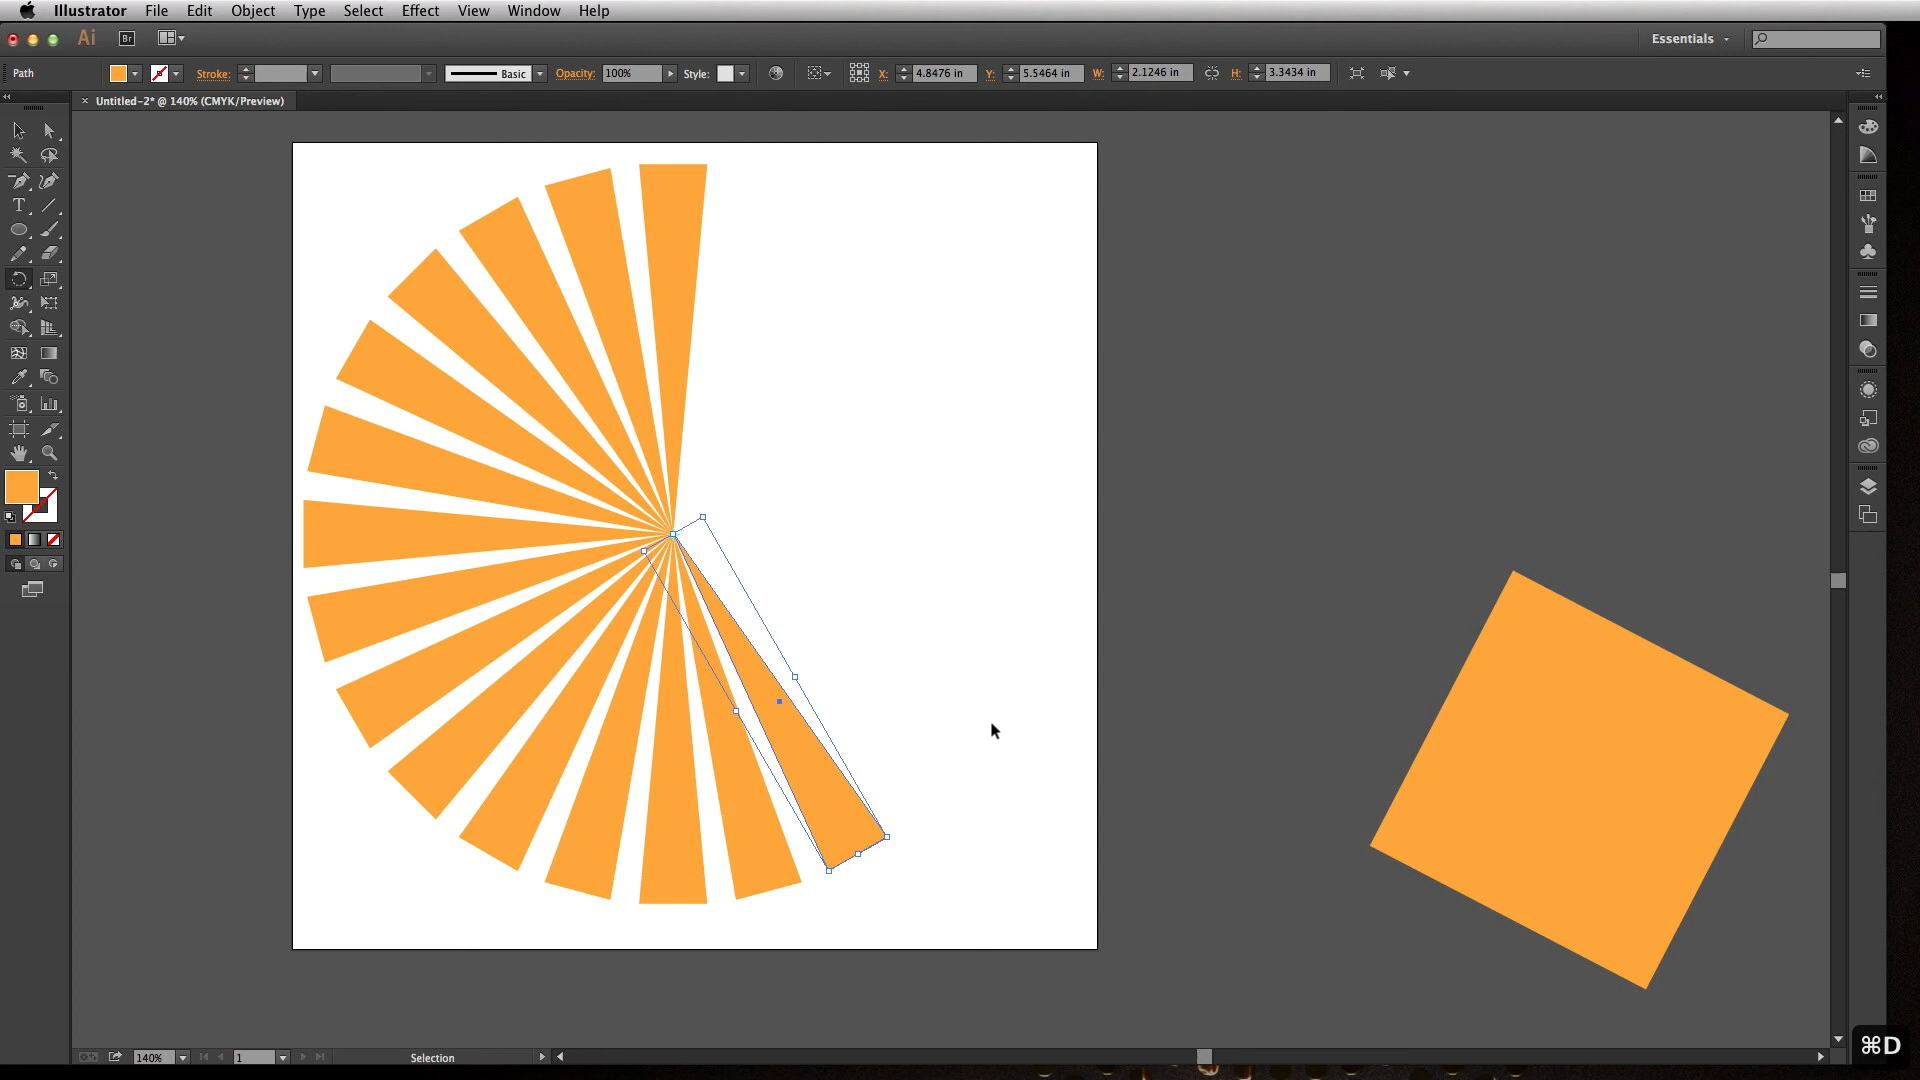 Illustrator File Edit Object Type Select Effect View Window Help
Ai Br Essentials
Path Stroke: Basic Opacity: 100% Style: X: 4.8476 in Y: 5.5464 in W: 2.1246 in H: 3.3434 in
× Untitled-2* @ 140% (CMYK/Preview)
T
140% 1 Selection
⌘D